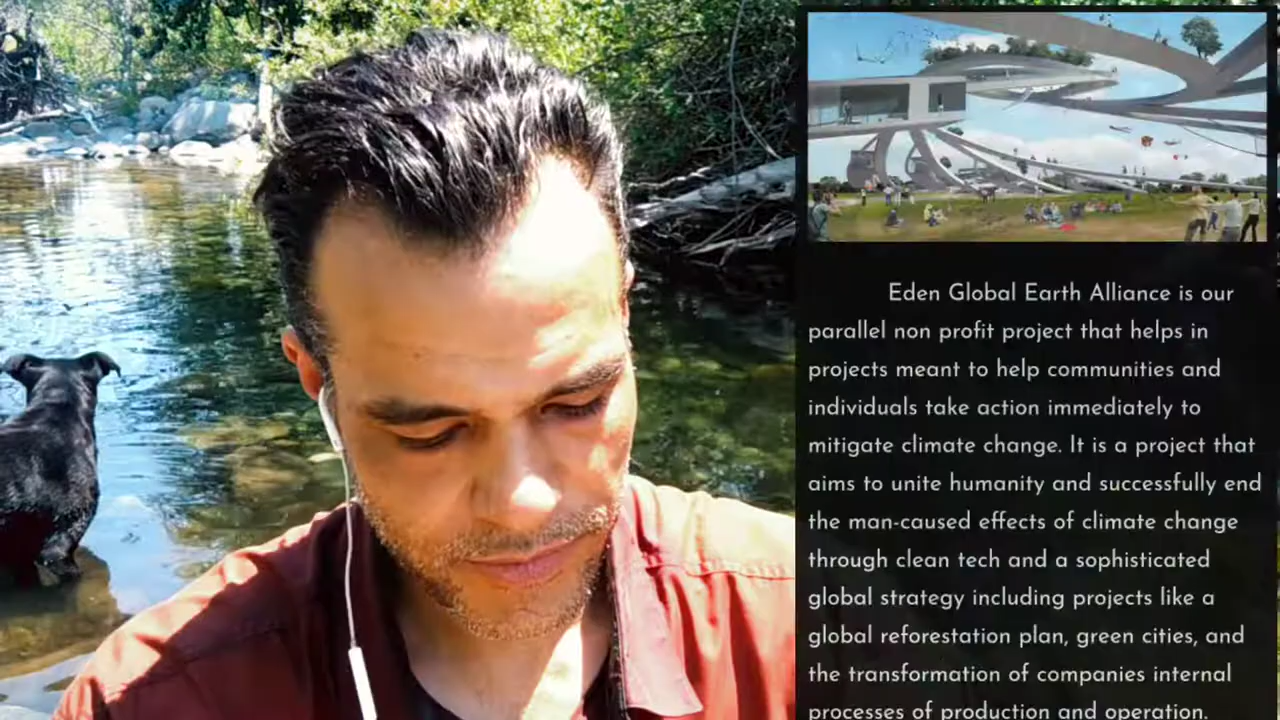 Eden Global Earth Alliance is our
parallel non profit project that helps in
projects meant to help communities and
individuals take action immediately to
mitigate climate change. It is a project that
aims to unite humanity and successfully end
the man-caused effects of climate change
through clean tech and a sophisticated
global strategy including projects like a
global reforestation plan, green cities, and
the transformation of companies internal
processes of production and operation.